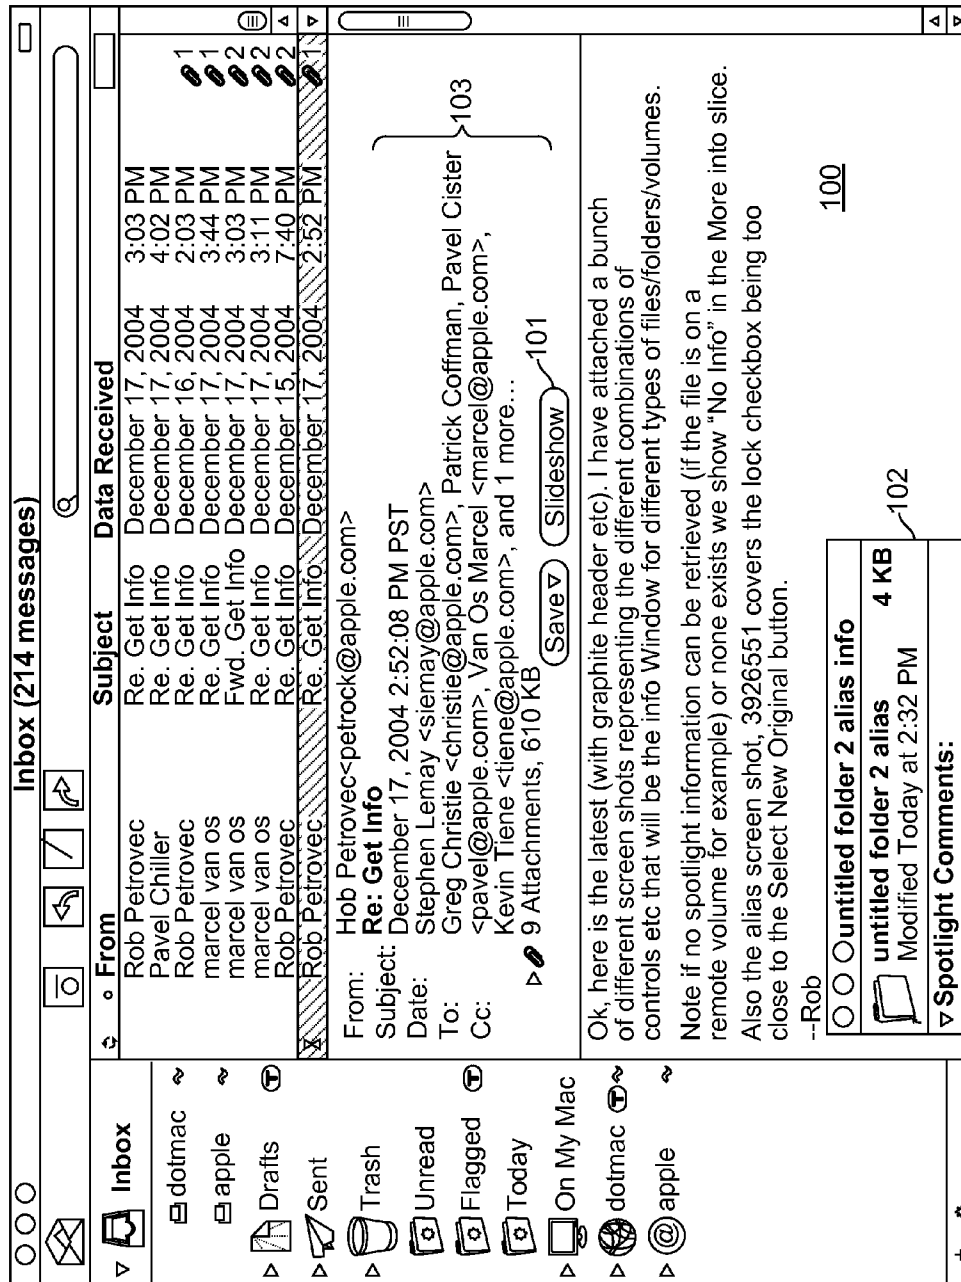 Inbox (214 messages)
Inbox
dotmac
apple
Drafts
Sent
Trash
Unread
Flagged
Today
On My Mac
dotmac
@apple
From Subject Data Received
Rob Petrovec Re. Get Info December 17, 2004 3:03 PM
Pavel Chiller Re. Get Info December 17, 2004 4:02 PM
Rob Petrovec Re. Get Info December 16, 2004 2:03 PM 1
marcel van os Re. Get Info December 17, 2004 3:44 PM 1
marcel van os Fwd. Get Info December 17, 2004 3:03 PM 2
marcel van os Re. Get Info December 17, 2004 3:11 PM 2
Rob Petrovec Re. Get Info December 15, 2004 7:40 PM 2
Rob Petrovec Re. Get Info December 17, 2004 2:52 PM 1
From: Hob Petrovec<petrock@apple.com>
Subject: Re: Get Info
Date: December 17, 2004 2:52:08 PM PST
To: Stephen Lemay <siemay@apple.com>
Cc: Greg Christie <christie@apple.com>, Patrick Coffman, Pavel Cister
<pavel@apple.com>, Van Os Marcel <marcel@apple.com>,
Kevin Tiene <tiene@apple.com>, and 1 more...
9 Attachments, 610 KB Save Slideshow
103
101
Ok, here is the latest (with graphite header etc). I have attached a bunch
of different screen shots representing the different combinations of
controls etc that will be the info Window for different types of files/folders/volumes.
Note if no spotlight information can be retrieved (if the file is on a
remote volume for example) or none exists we show “No Info” in the More into slice.
Also the alias screen shot, 3926551 covers the lock checkbox being too
close to the Select New Original button.
--Rob
untitled folder 2 alias info
untitled folder 2 alias 4 KB
Modified Today at 2:32 PM
Spotlight Comments:
102
100